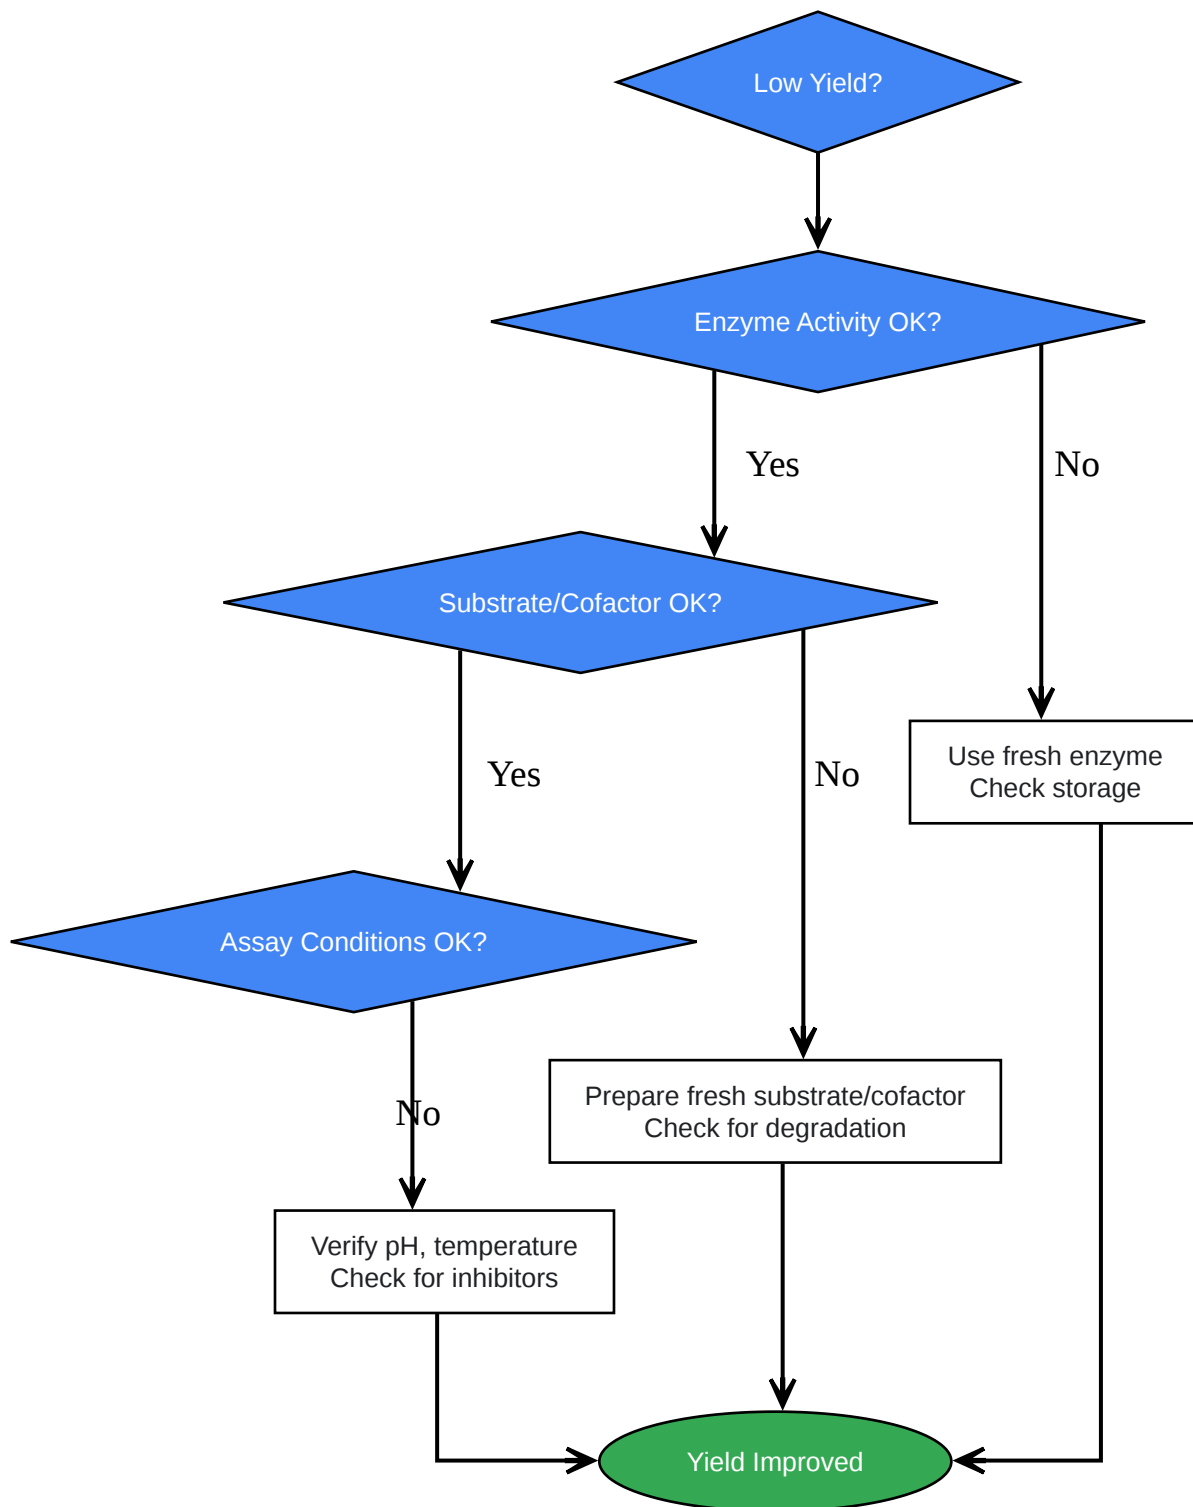 Low Yield?
Enzyme Activity OK?
Yes
No
Substrate/Cofactor OK?
Use fresh enzyme
Check storage
Yes
No
Assay Conditions OK?
Prepare fresh substrate/cofactor
Check for degradation
No
Verify pH, temperature
Check for inhibitors
Yield Improved